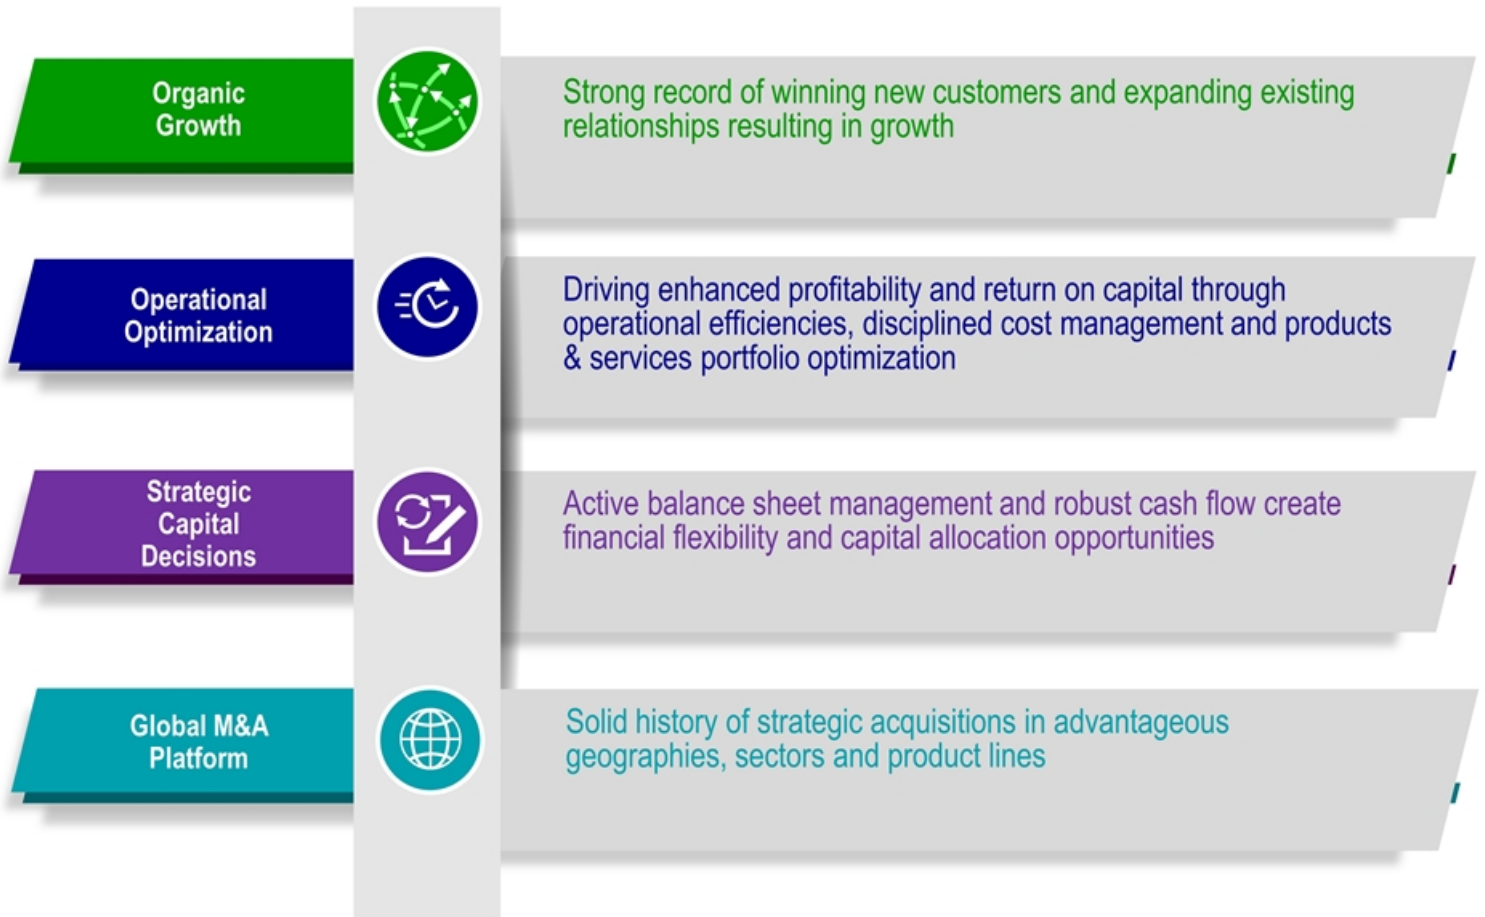 Organic
Growth
Strong record of winning new customers and expanding existing
relationships resulting in growth
Operational
Optimization
Driving enhanced profitability and return on capital through
operational efficiencies, disciplined cost management and products
& services portfolio optimization
Strategic
Capital
Decisions
Active balance sheet management and robust cash flow create
financial flexibility and capital allocation opportunities
Global M&A
Platform
Solid history of strategic acquisitions in advantageous
geographies, sectors and product lines